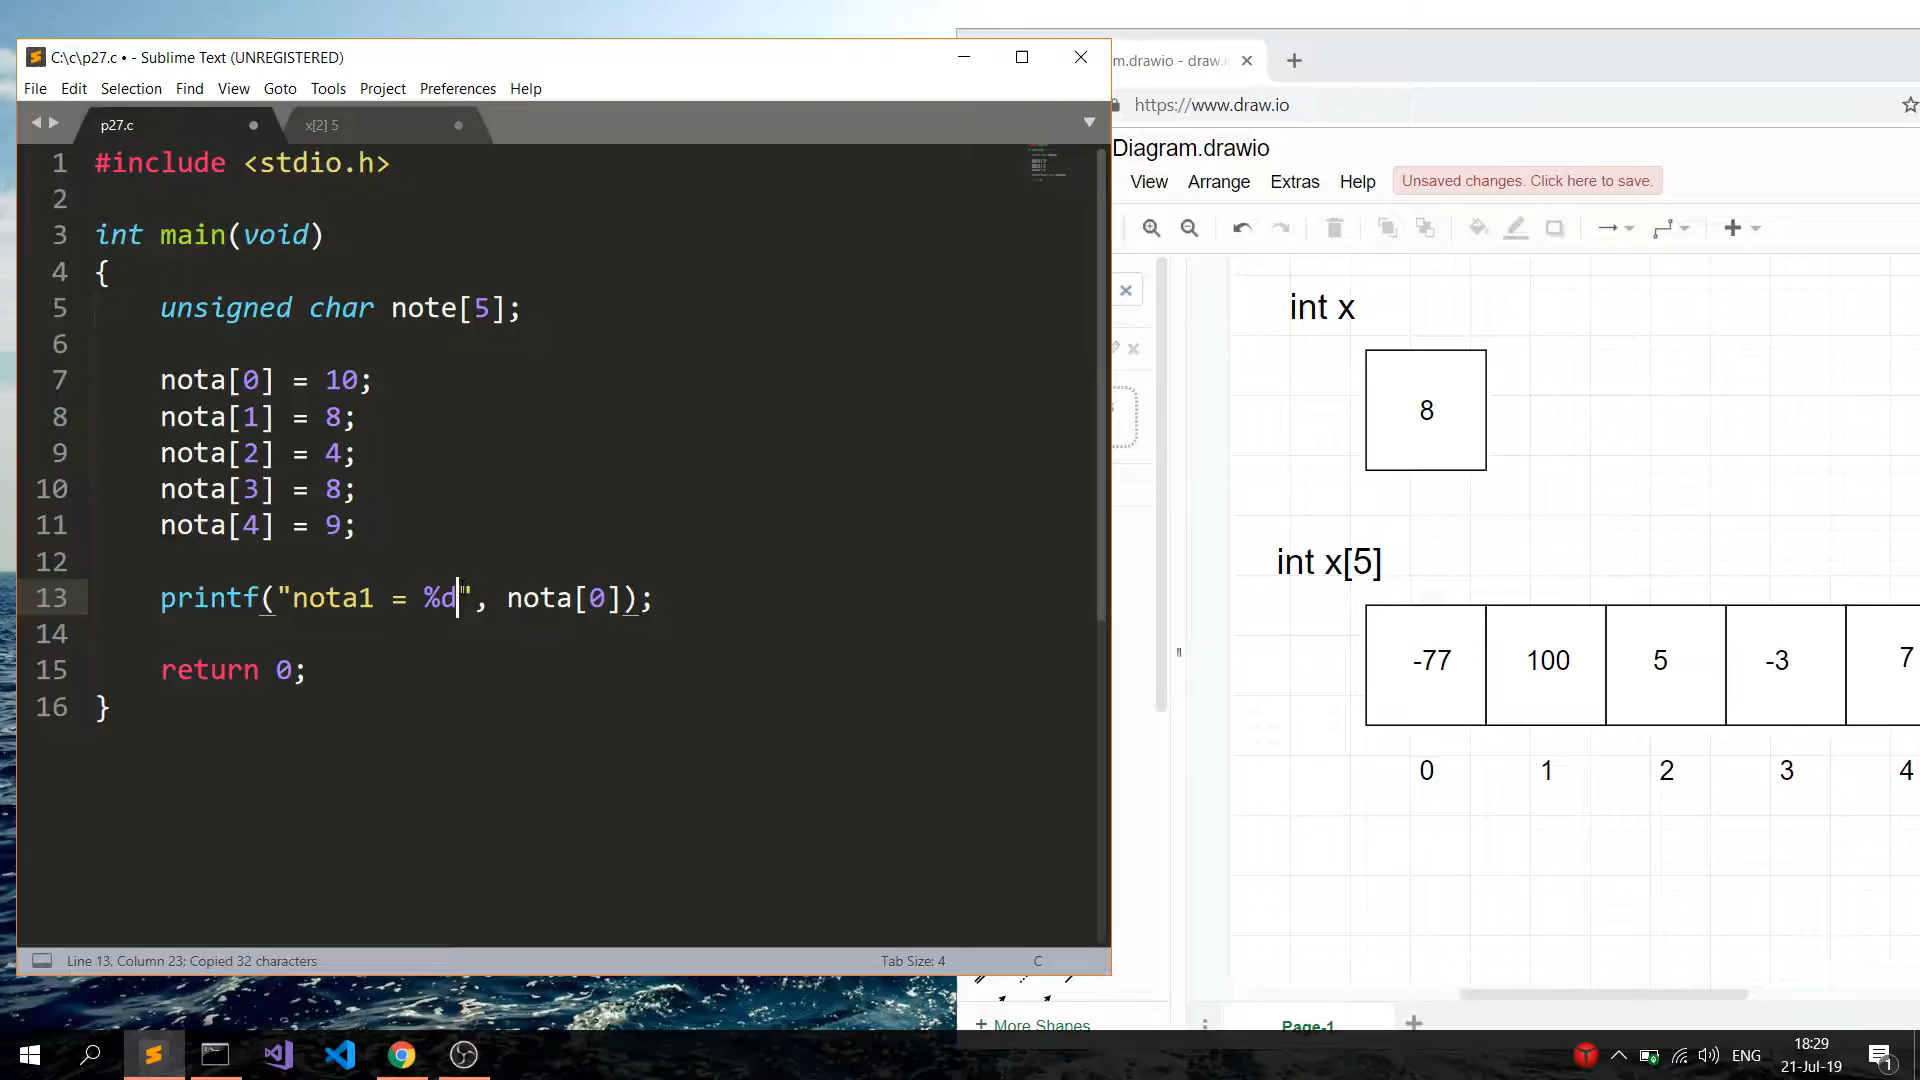 C:\c\p27.c • - Sublime Text (UNREGISTERED)
File Edit Selection Find View Goto Tools Project Preferences Help
p27.c
x[2] 5
1 #include <stdio.h>
2
3 int main(void)
4 {
5 unsigned char note[5];
6
7 nota[0] = 10;
8 nota[1] = 8;
9 nota[2] = 4;
10 nota[3] = 8;
11 nota[4] = 9;
12
13 printf("nota1 = %d", nota[0]);
14
15 return 0;
16 }
Line 13, Column 23; Copied 32 characters
Tab Size: 4
C
m.drawio - draw.
https://www.draw.io
Diagram.drawio
View Arrange Extras Help
Unsaved changes. Click here to save.
int x
8
int x[5]
-77 100 5 -3 7
0 1 2 3 4
+ More Shapes
Page-1
ENG
18:29
21-Jul-19
1